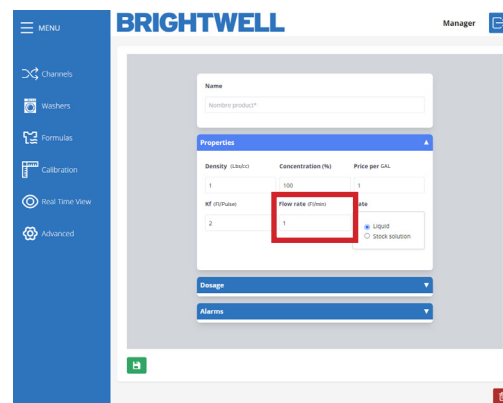 MENU
BRIGHTWELL
Manager
Channels
Washers
Formulas
Calibration
Real Time View
Advanced
Name
Nombre product*
Properties
Density (Lbs/cc) Concentration (%) Price per GAL
1 100 1
Kf (Fl/Pulse) Flow rate (Fl/min) ate
2 1
Liquid
Stock solution
Dosage
Alarms